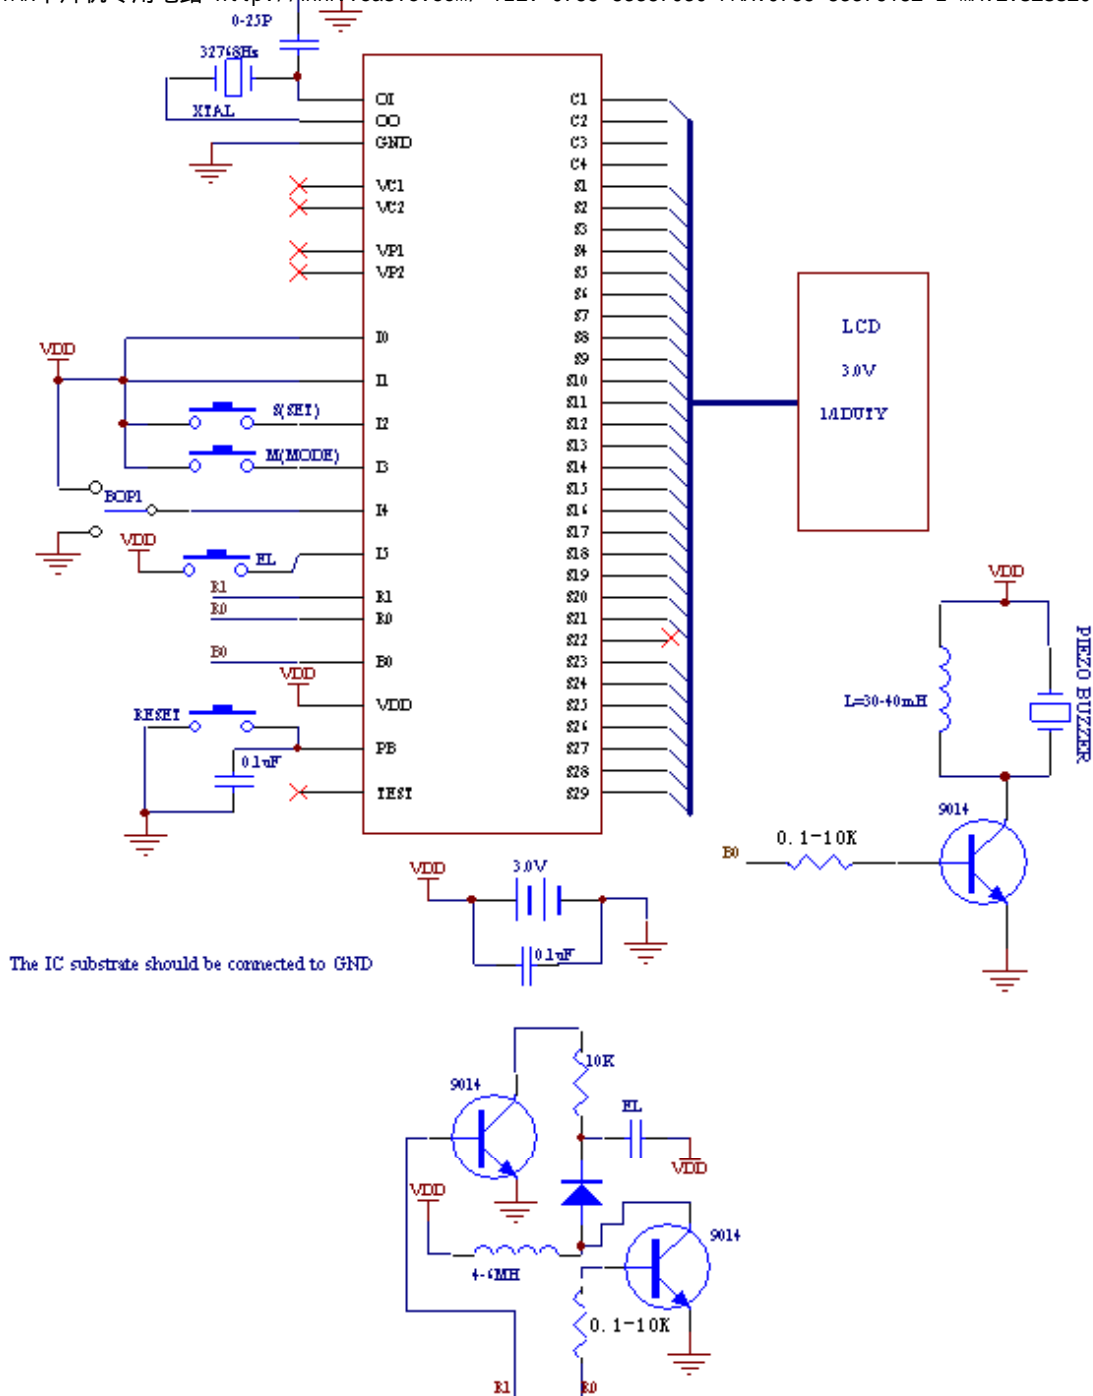 0-25P
32768Hz
XTAL
OI
OO
GND
VC1
VC2
VP1
VP2
I0
I1
I2
I3
I4
I5
R1
R0
B0
VDD
PB
TEST
C1
C2
C3
C4
S1
S2
S3
S4
S5
S6
S7
S8
S9
S10
S11
S12
S13
S14
S15
S16
S17
S18
S19
S20
S21
S22
S23
S24
S25
S26
S27
S28
S29
VDD
S(SET)
M(MODE)
BOP1
VDD
EL
R1
R0
B0
VDD
RESET
0.1uF
LCD
3.0V
1/4DUTY
VDD
L=30-40mH
PIEZO BUZZER
9014
B0
0.1-10K
VDD
3.0V
0.1uF
The IC substrate should be connected to GND
10K
9014
EL
VDD
VDD
9014
4-6MH
0.1-10K
R1
R0